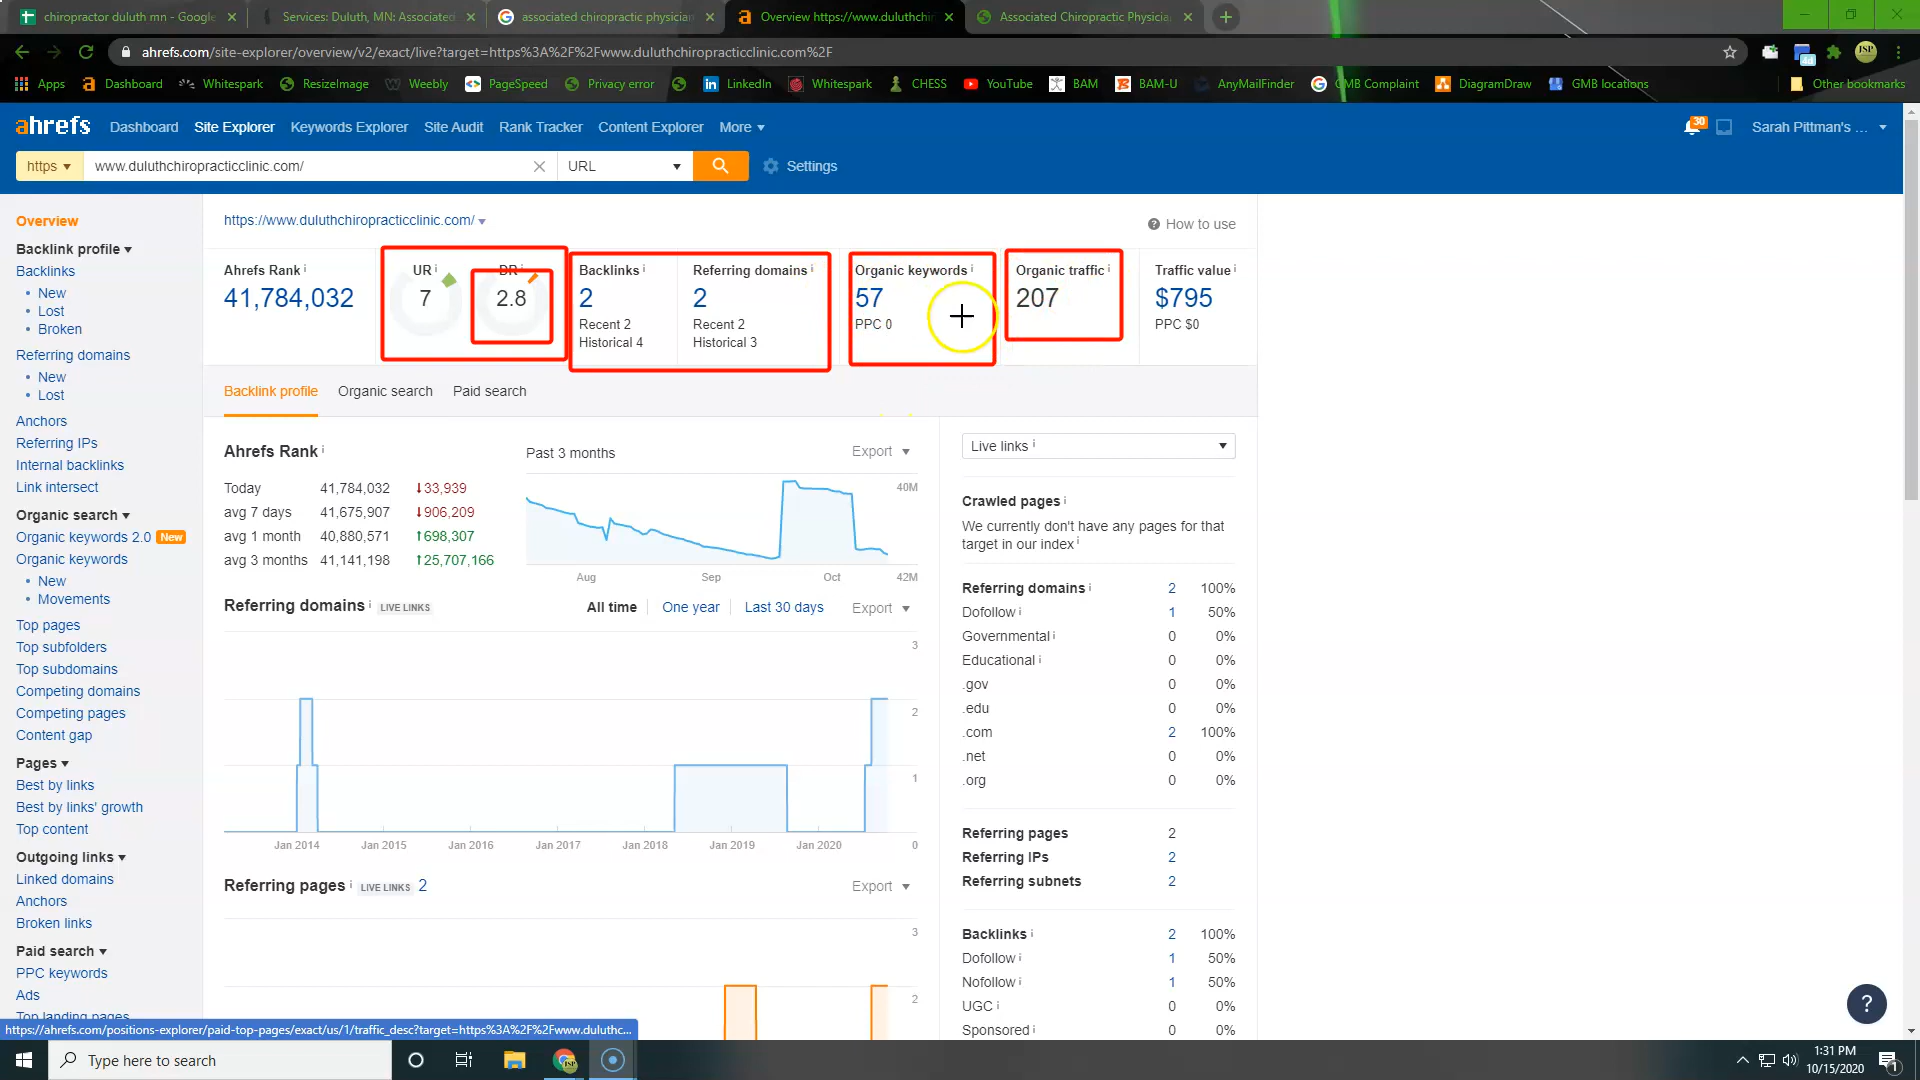 chiropractor duluth mn - Google
Services: Duluth, MN: Associated
associated chiropractic physician
Overview https://www.duluthchir
Associated Chiropractic Physicia
ahrefs.com/site-explorer/overview/v2/exact/live?target=https%3A%2F%2Fwww.duluthchiropracticclinic.com%2F
JSP
Apps Dashboard Whitespark ResizeImage Weebly PageSpeed Privacy error LinkedIn Whitespark CHESS YouTube BAM BAM-U AnyMailFinder GMB Complaint DiagramDraw GMB locations Other bookmarks
ahrefs Dashboard Site Explorer Keywords Explorer Site Audit Rank Tracker Content Explorer More 30 Sarah Pittman's ...
https www.duluthchiropracticclinic.com/ URL Settings
Overview
Backlink profile
Backlinks
New
Lost
Broken
Referring domains
New
Lost
Anchors
Referring IPs
Internal backlinks
Link intersect
Organic search
Organic keywords 2.0 New
Organic keywords
New
Movements
Top pages
Top subfolders
Top subdomains
Competing domains
Competing pages
Content gap
Pages
Best by links
Best by links' growth
Top content
Outgoing links
Linked domains
Anchors
Broken links
Paid search
PPC keywords
Ads
Top landing pages
https://www.duluthchiropracticclinic.com/
How to use
Ahrefs Rank
41,784,032
UR
7
DR
2.8
Backlinks
2
Recent 2
Historical 4
Referring domains
2
Recent 2
Historical 3
Organic keywords
57
PPC 0
Organic traffic
207
Traffic value
$795
PPC $0
Backlink profile Organic search Paid search
Ahrefs Rank
Today 41,784,032 ↓33,939
avg 7 days 41,675,907 ↓906,209
avg 1 month 40,880,571 ↑698,307
avg 3 months 41,141,198 ↑25,707,166
Past 3 months
Export
40M
Aug Sep Oct 42M
Referring domains LIVE LINKS
All time One year Last 30 days Export
3
2
1
Jan 2014 Jan 2015 Jan 2016 Jan 2017 Jan 2018 Jan 2019 Jan 2020 0
Referring pages LIVE LINKS 2
Export
3
2
Live links
Crawled pages
We currently don't have any pages for that
target in our index
Referring domains 2 100%
Dofollow 1 50%
Governmental 0 0%
Educational 0 0%
.gov 0 0%
.edu 0 0%
.com 2 100%
.net 0 0%
.org 0 0%
Referring pages 2
Referring IPs 2
Referring subnets 2
Backlinks 2 100%
Dofollow 1 50%
Nofollow 1 50%
UGC 0 0%
Sponsored 0 0%
?
https://ahrefs.com/positions-explorer/paid-top-pages/exact/us/1/traffic_desc?target=https%3A%2F%2Fwww.duluthc...
Type here to search
1:31 PM
10/15/2020
1